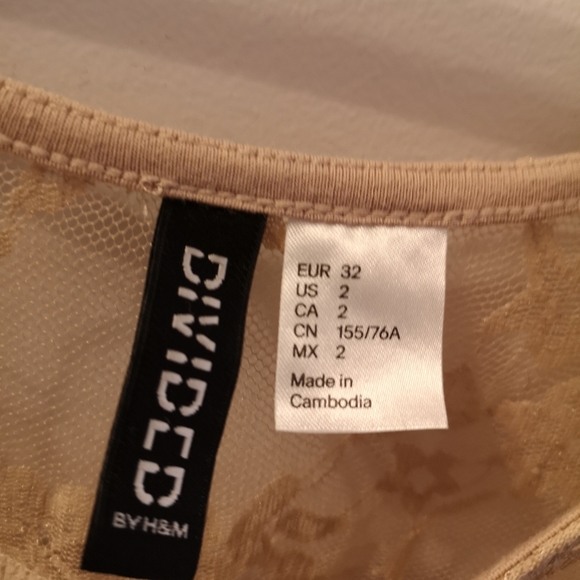 DIVIDED
BY H&M
EUR 32
US 2
CA 2
CN 155/76A
MX 2
Made in
Cambodia